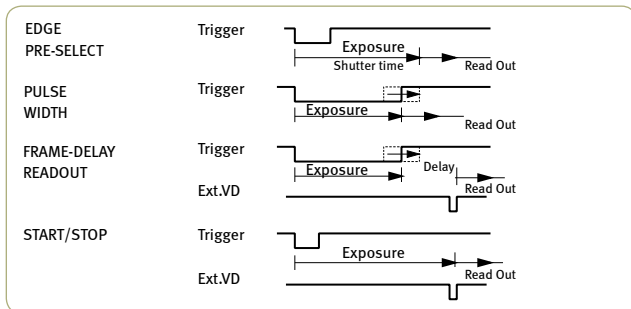 EDGE Trigger
PRE-SELECT Exposure
Shutter time Read Out
PULSE Trigger
WIDTH Exposure
Read Out
FRAME-DELAY Trigger
READOUT Exposure Delay
Ext.VD Read Out
START/STOP Trigger
Exposure
Ext.VD Read Out